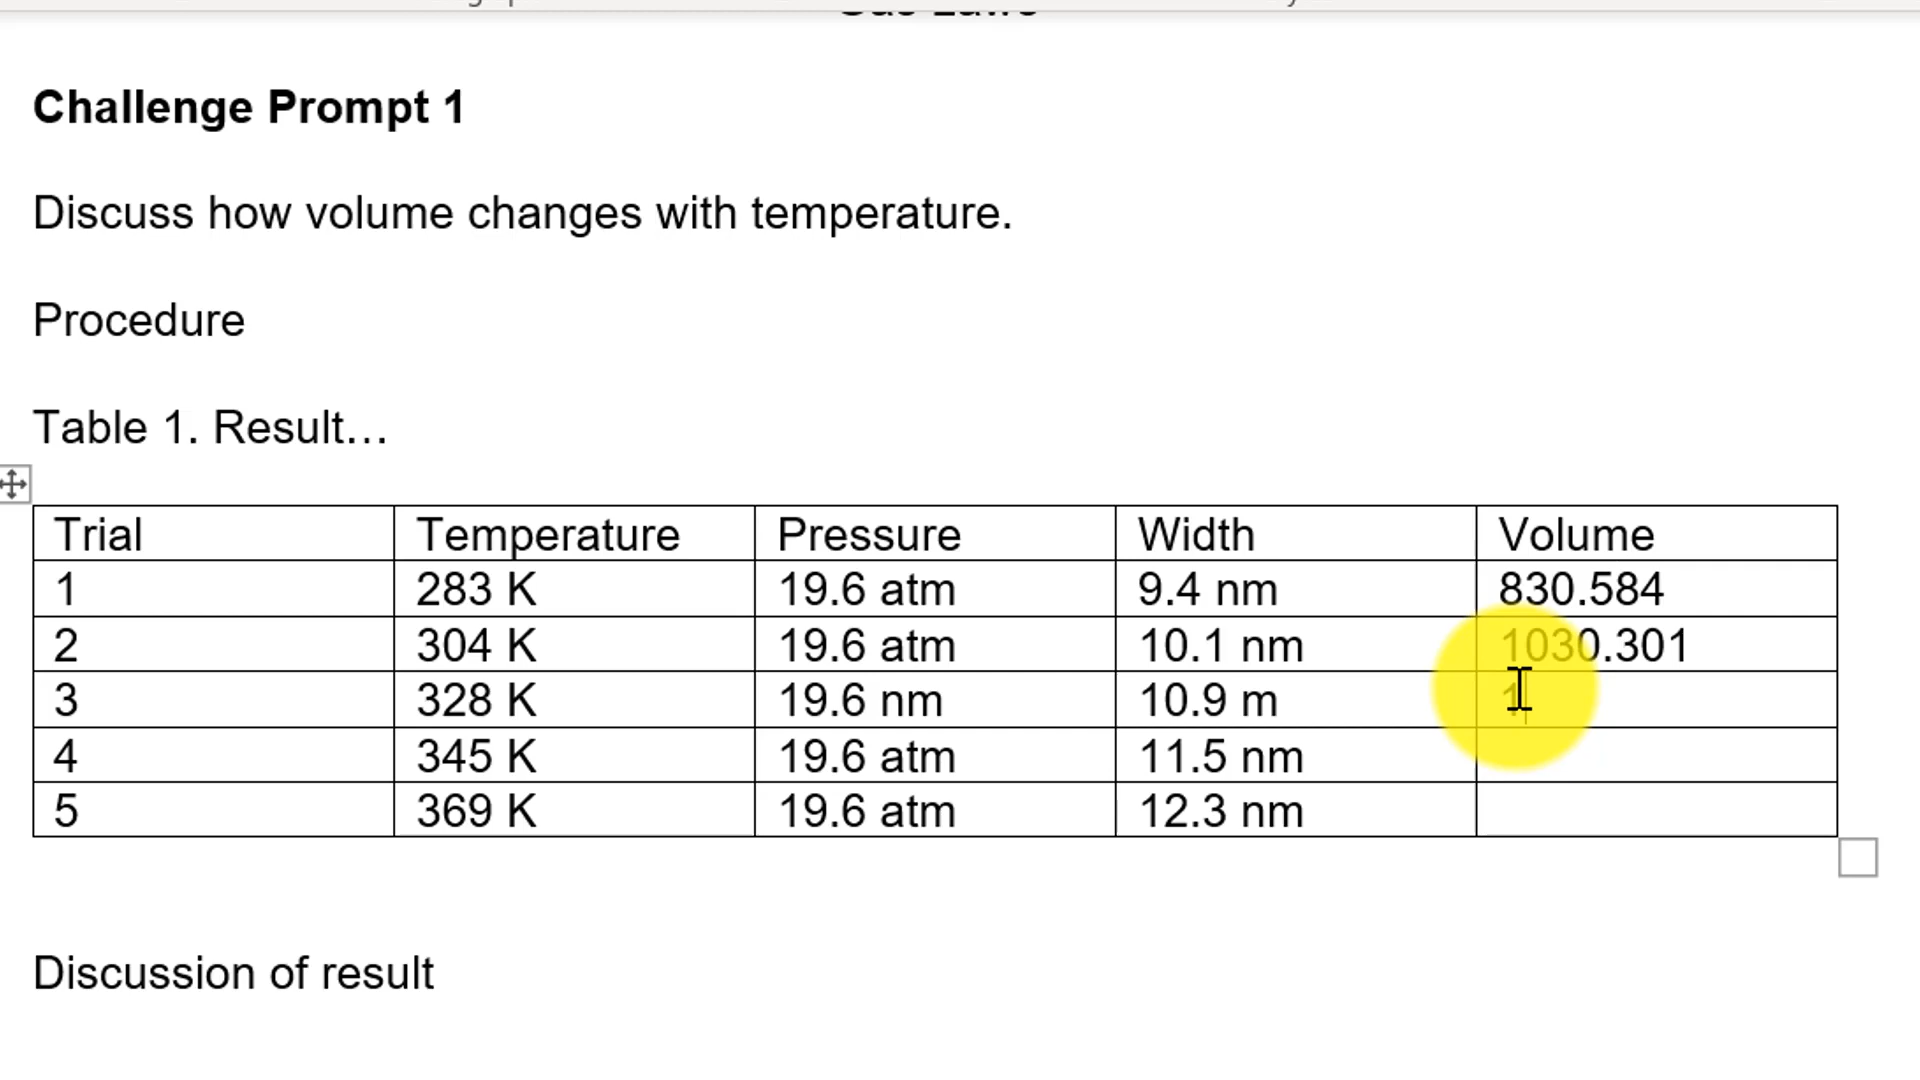 Challenge Prompt 1
Discuss how volume changes with temperature.
Procedure
Table 1. Result…
Trial Temperature Pressure Width Volume
1 283 K 19.6 atm 9.4 nm 830.584
2 304 K 19.6 atm 10.1 nm 1030.301
3 328 K 19.6 nm 10.9 m 1
4 345 K 19.6 atm 11.5 nm
5 369 K 19.6 atm 12.3 nm
Discussion of result